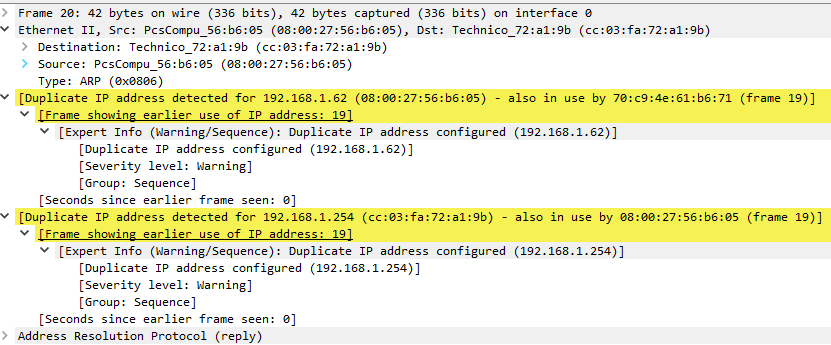 Frame 20: 42 bytes on wire (336 bits), 42 bytes captured (336 bits) on interface 0
Ethernet II, Src: PcsCompu_56:b6:05 (08:00:27:56:b6:05), Dst: Technico_72:a1:9b (cc:03:fa:72:a1:9b)
Destination: Technico_72:a1:9b (cc:03:fa:72:a1:9b)
Source: PcsCompu_56:b6:05 (08:00:27:56:b6:05)
Type: ARP (0x0806)
[Duplicate IP address detected for 192.168.1.62 (08:00:27:56:b6:05) - also in use by 70:c9:4e:61:b6:71 (frame 19)]
[Frame showing earlier use of IP address: 19]
[Expert Info (Warning/Sequence): Duplicate IP address configured (192.168.1.62)]
[Duplicate IP address configured (192.168.1.62)]
[Severity level: Warning]
[Group: Sequence]
[Seconds since earlier frame seen: 0]
[Duplicate IP address detected for 192.168.1.254 (cc:03:fa:72:a1:9b) - also in use by 08:00:27:56:b6:05 (frame 19)]
[Frame showing earlier use of IP address: 19]
[Expert Info (Warning/Sequence): Duplicate IP address configured (192.168.1.254)]
[Duplicate IP address configured (192.168.1.254)]
[Severity level: Warning]
[Group: Sequence]
[Seconds since earlier frame seen: 0]
Address Resolution Protocol (reply)